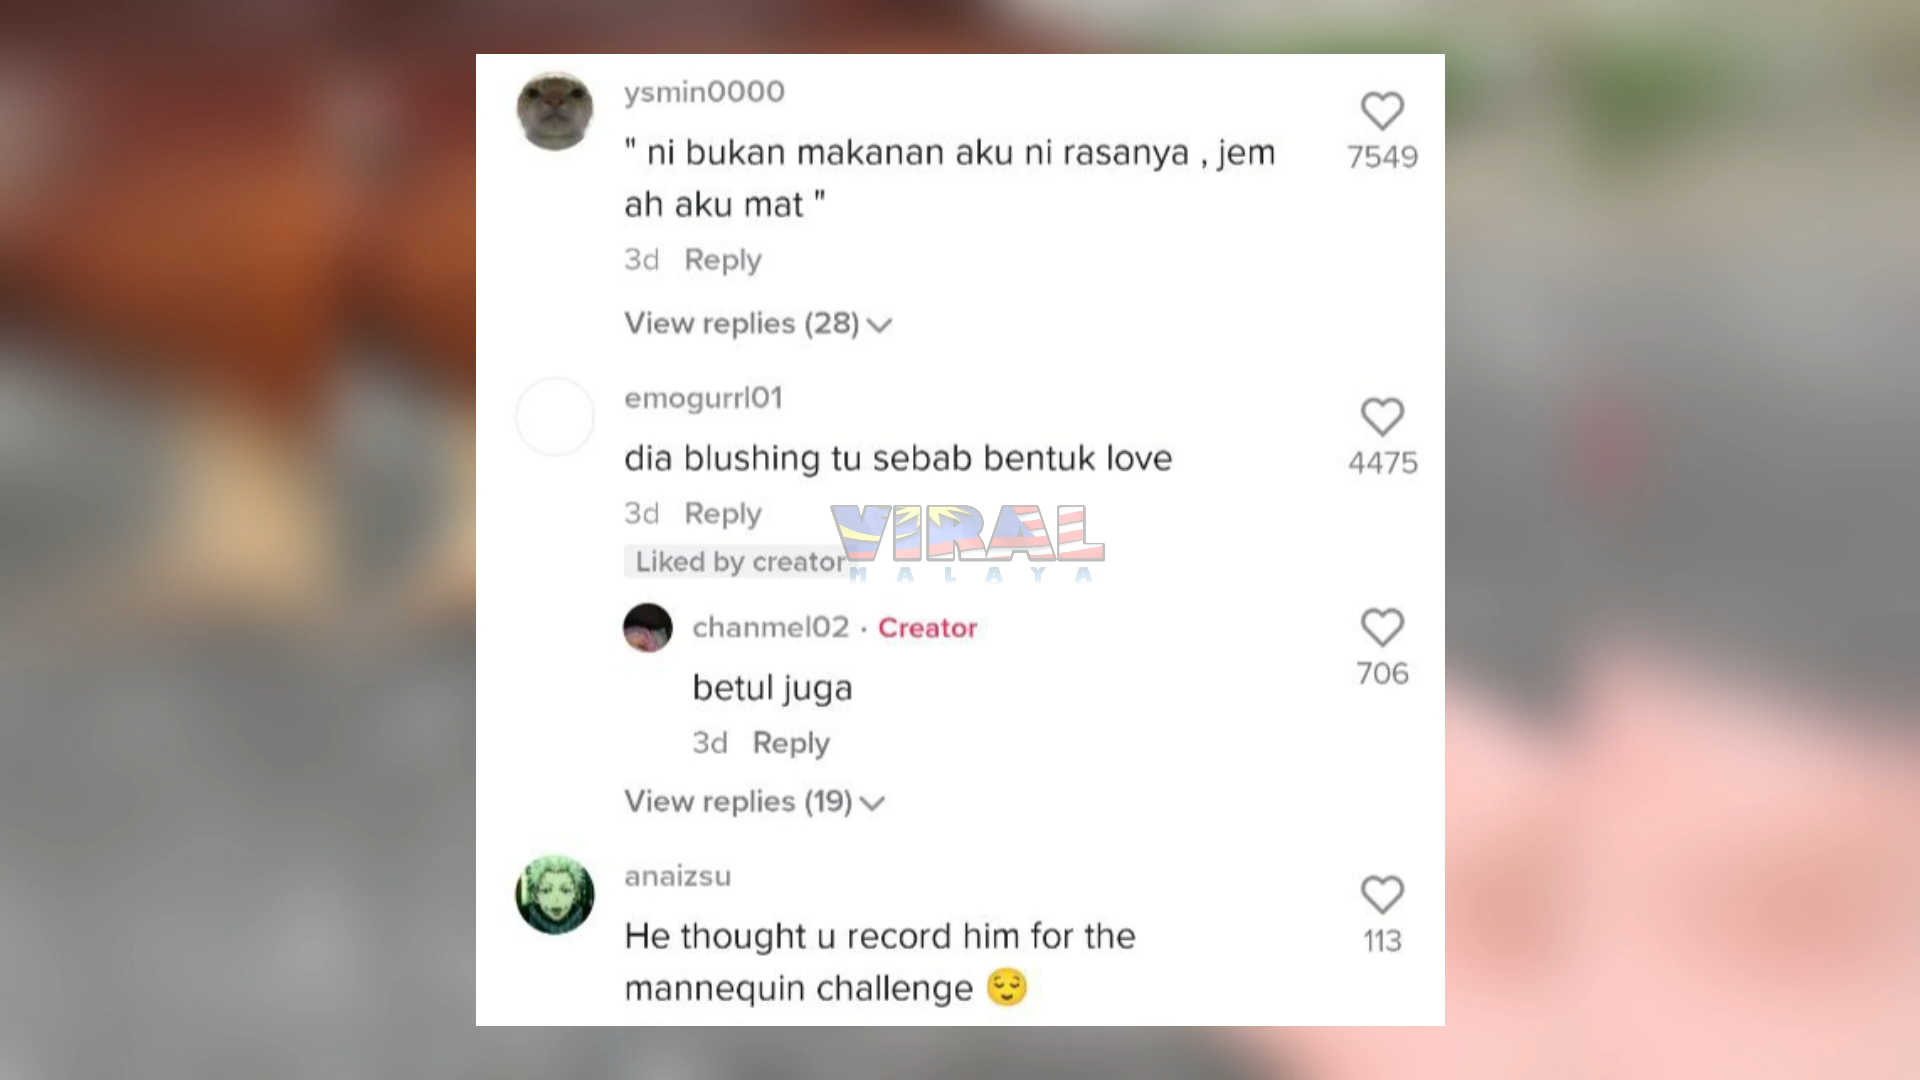 ysmin0000
" ni bukan makanan aku ni rasanya , jem
ah aku mat "
7549
3d Reply
View replies (28)
emogurrl01
dia blushing tu sebab bentuk love
4475
3d Reply
Liked by creator
VIRAL
MALAYA
chanmel02 · Creator
betul juga
706
3d Reply
View replies (19)
anaizsu
He thought u record him for the
mannequin challenge 😌
113